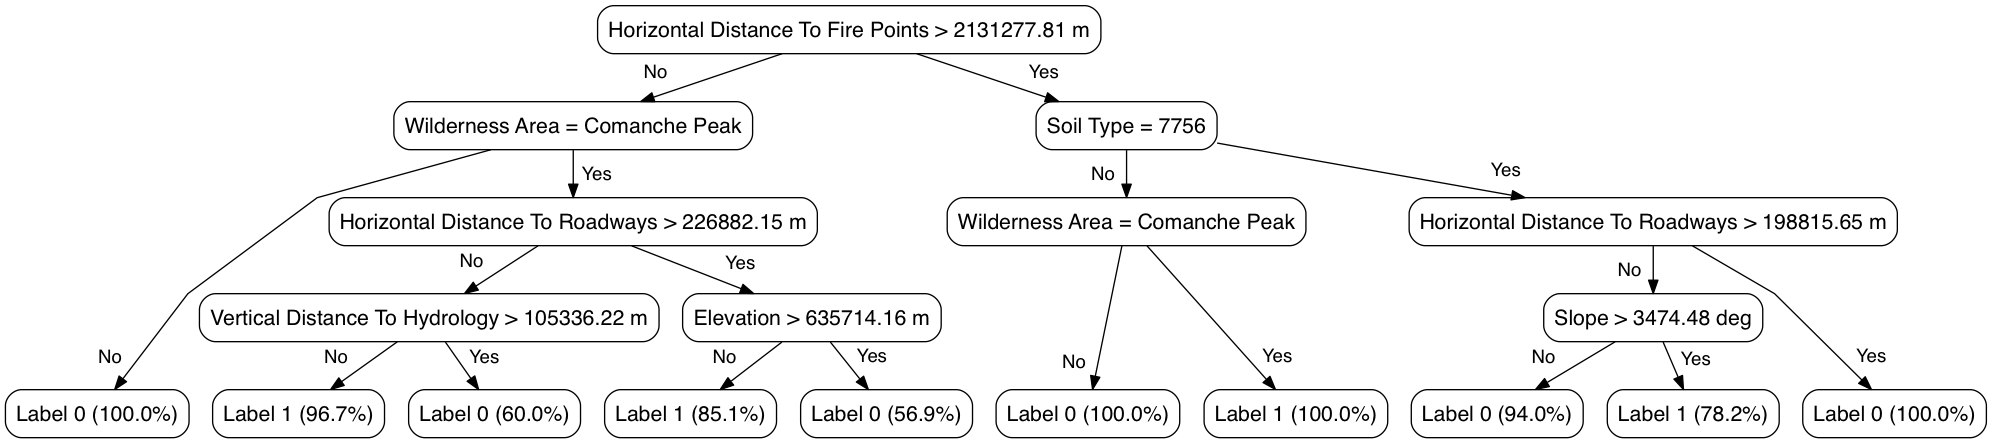 Horizontal Distance To Fire Points > 2131277.81 m
No
Yes
Wilderness Area = Comanche Peak
Soil Type = 7756
Yes
No
Yes
Horizontal Distance To Roadways > 226882.15 m
Wilderness Area = Comanche Peak
Horizontal Distance To Roadways > 198815.65 m
No
Yes
No
Vertical Distance To Hydrology > 105336.22 m
Elevation > 635714.16 m
Slope > 3474.48 deg
No
No
Yes
No
Yes
No
Yes
No
Yes
Yes
Label 0 (100.0%)
Label 1 (96.7%)
Label 0 (60.0%)
Label 1 (85.1%)
Label 0 (56.9%)
Label 0 (100.0%)
Label 1 (100.0%)
Label 0 (94.0%)
Label 1 (78.2%)
Label 0 (100.0%)